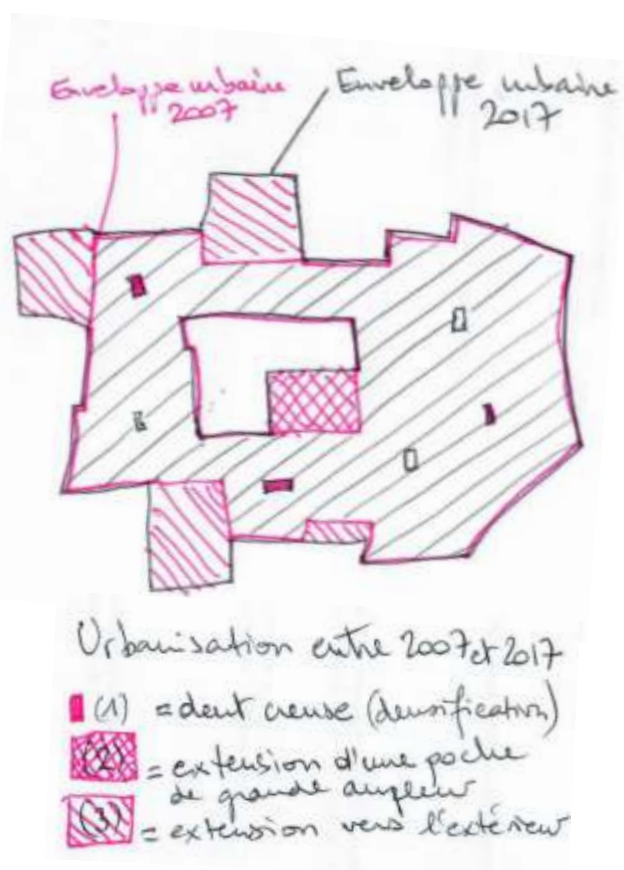 Enveloppe urbaine
2007
Enveloppe urbaine
2017
Urbanisation entre 2007 et 2017
(1) = dent creuse (densification)
(2) = extension d'une poche
de grande ampleur
(3) = extension vers l'extérieur